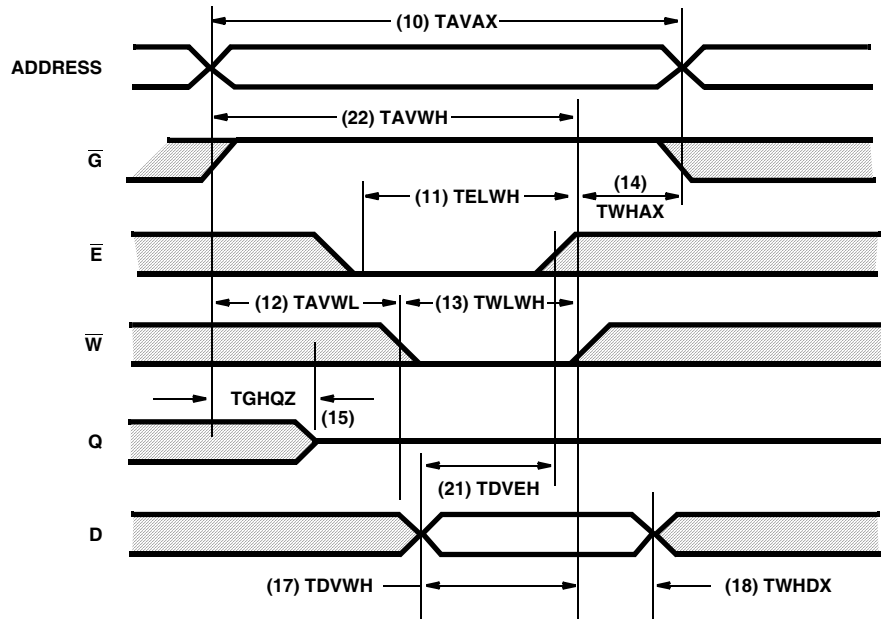 (10) TAVAX
ADDRESS
(22) TAVWH
G
(11) TELWH
(14)
TWHAX
E
(12) TAVWL
(13) TWLWH
W
TGHQZ
(15)
Q
(21) TDVEH
D
(17) TDVWH
(18) TWHDX